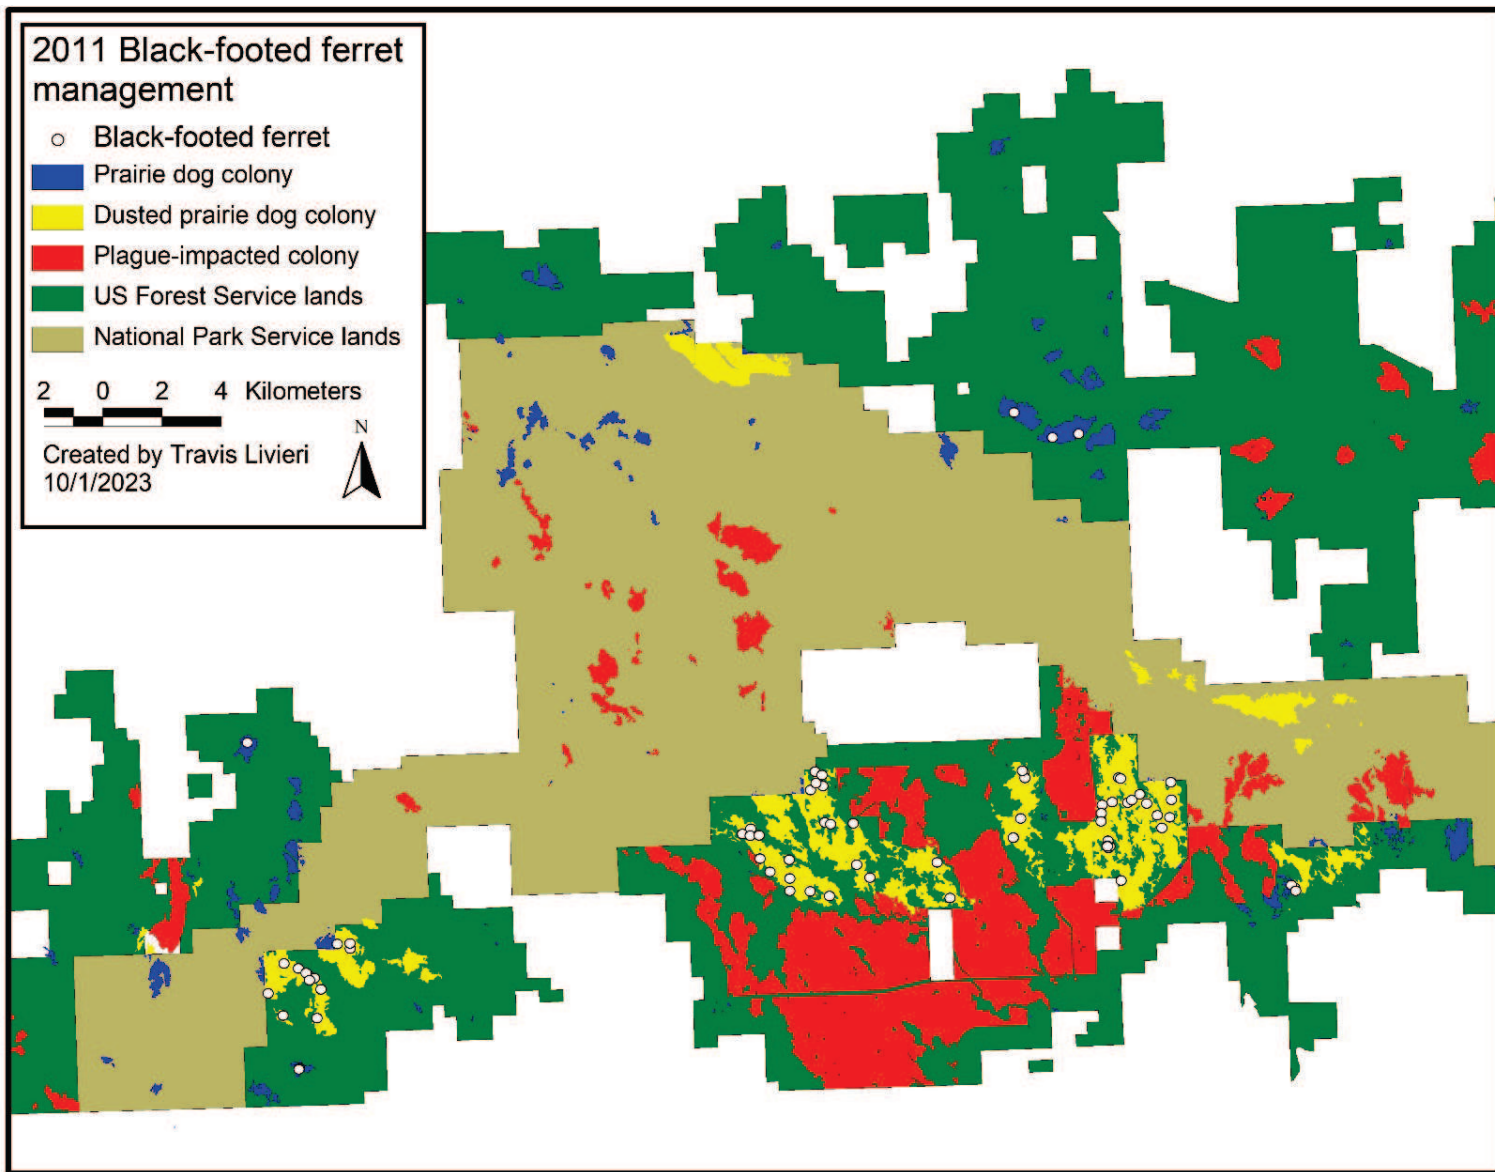 2011 Black-footed ferret
management
Black-footed ferret
Prairie dog colony
Dusted prairie dog colony
Plague-impacted colony
US Forest Service lands
National Park Service lands
2 0 2 4 Kilometers
N
Created by Travis Livieri
10/1/2023